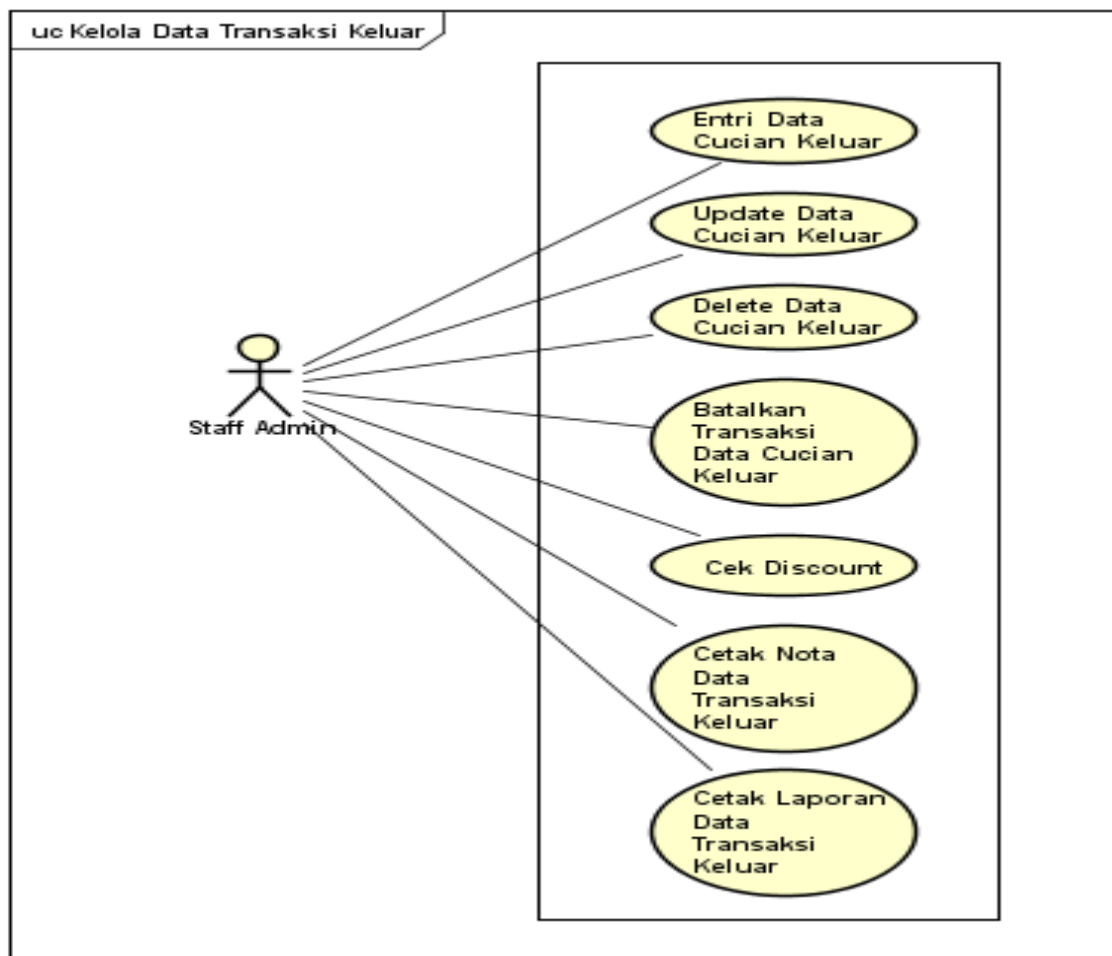 uc Kelola Data Transaksi Keluar
Entri Data
Cucian Keluar
Update Data
Cucian Keluar
Delete Data
Cucian Keluar
Staff Admin
Batalkan
Transaksi
Data Cucian
Keluar
Cek Discount
Cetak Nota
Data
Transaksi
Keluar
Cetak Laporan
Data
Transaksi
Keluar